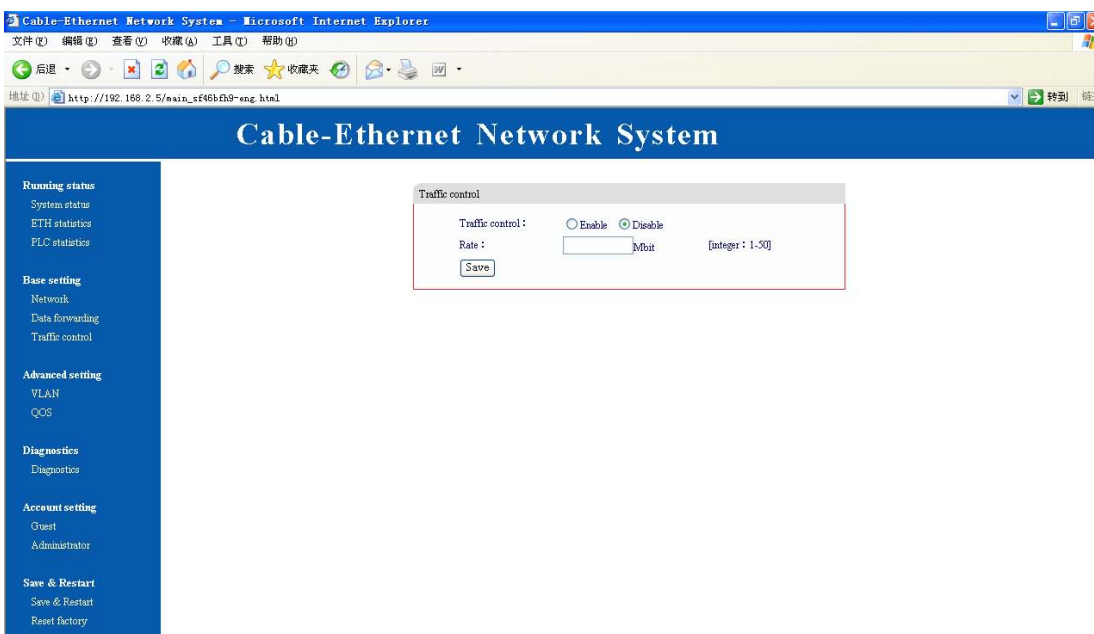 Cable-Ethernet Network System - Microsoft Internet Explorer
文件(F) 编辑(E) 查看(V) 收藏(A) 工具(T) 帮助(H)
后退 搜索 收藏夹
地址(D) http://192.168.2.5/main_sf46bfh9-eng.html 转到
Cable-Ethernet Network System
Running status
System status
ETH statistics
PLC statistics
Base setting
Network
Data forwarding
Traffic control
Advanced setting
VLAN
QOS
Diagnostics
Diagnostics
Account setting
Guest
Administrator
Save & Restart
Save & Restart
Reset factory
Traffic control
Traffic control： Enable Disable
Rate： Mbit [integer：1-50]
Save